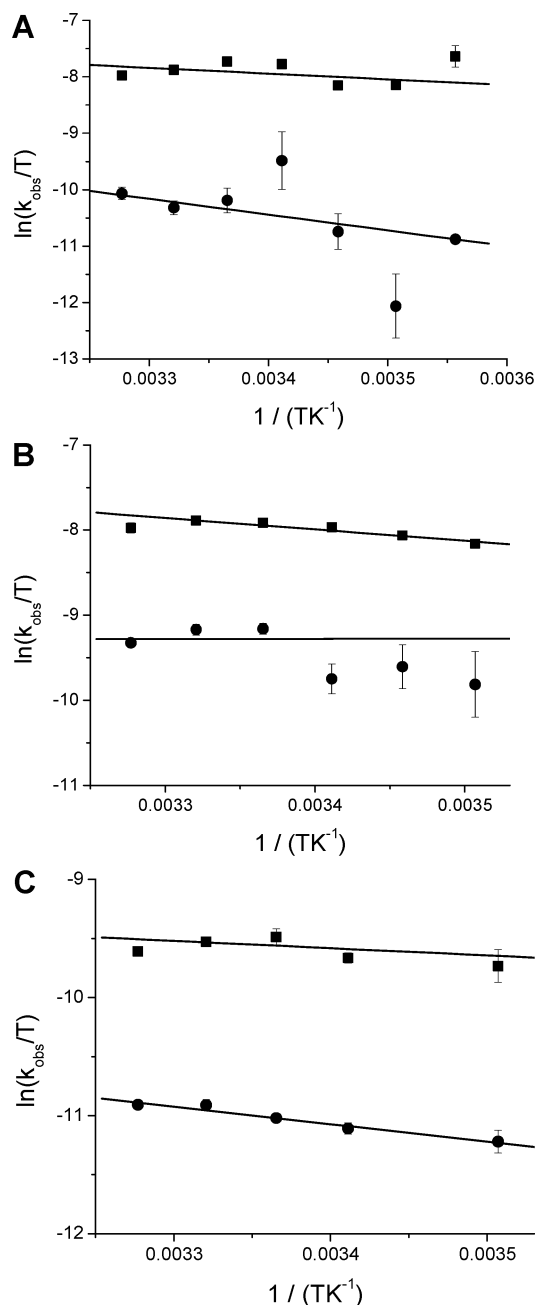 A
-7
-8
-9
-10
-11
-12
-13
ln(kobs/T)
0.0033
0.0034
0.0035
0.0036
1 / (TK-1)
B
-7
-8
-9
-10
-11
ln(kobs/T)
0.0033
0.0034
0.0035
1 / (TK-1)
C
-9
-10
-11
-12
ln(kobs/T)
0.0033
0.0034
0.0035
1 / (TK-1)